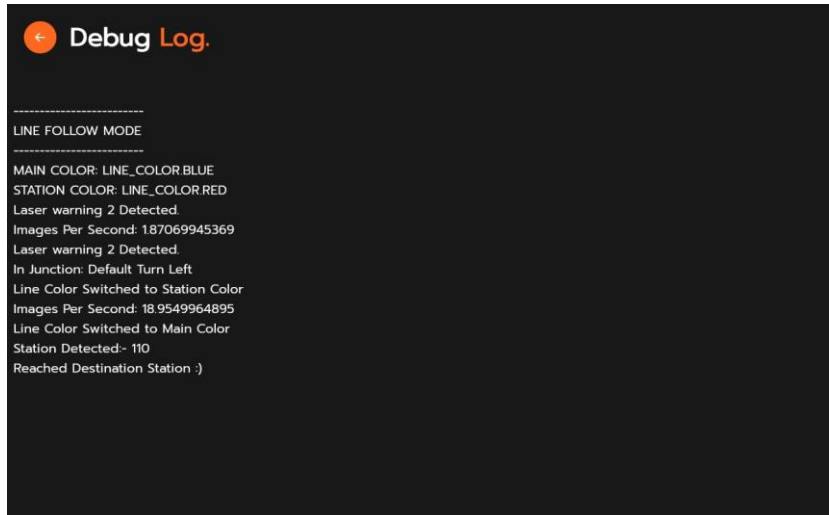 Debug Log.
-------------------------
LINE FOLLOW MODE
-------------------------
MAIN COLOR: LINE_COLOR.BLUE
STATION COLOR: LINE_COLOR.RED
Laser warning 2 Detected.
Images Per Second: 1.87069945369
Laser warning 2 Detected.
In Junction: Default Turn Left
Line Color Switched to Station Color
Images Per Second: 18.9549964895
Line Color Switched to Main Color
Station Detected:- 110
Reached Destination Station :)